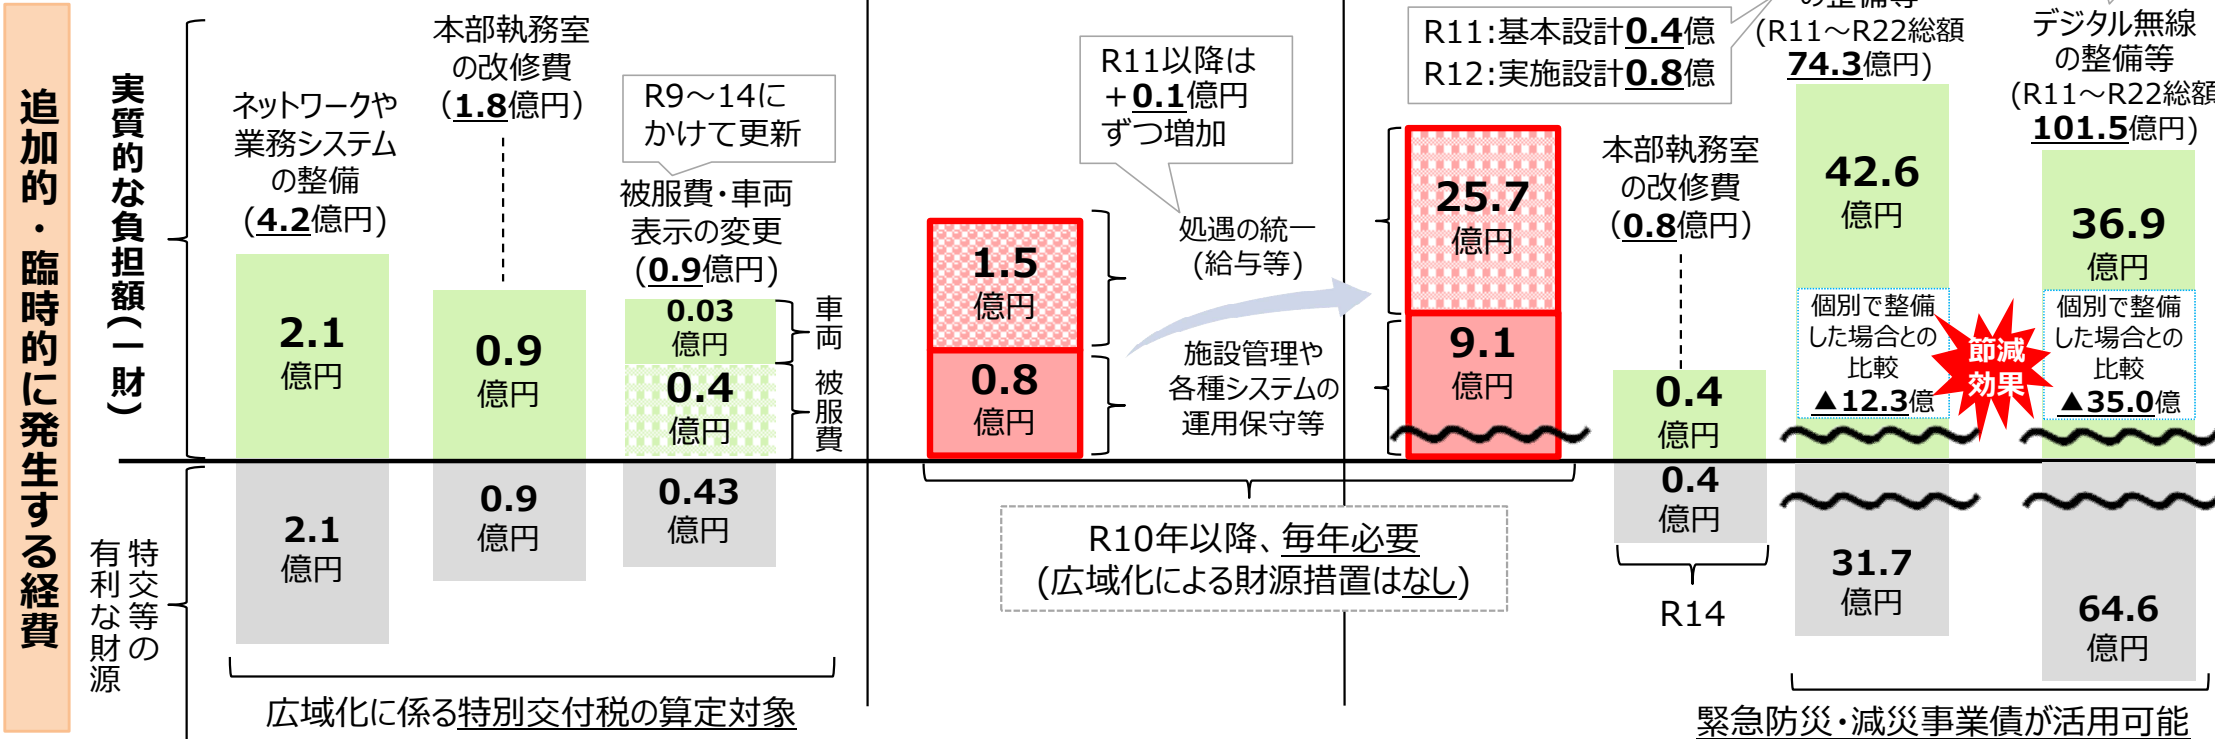 追加的・臨時的に発生する経費
実質的な負担額(一財)
特交等の
有利な財源
ネットワークや
業務システム
の整備
(4.2億円)
2.1
億円
2.1
億円
本部執務室
の改修費
(1.8億円)
0.9
億円
0.9
億円
R9～14に
かけて更新
被服費・車両
表示の変更
(0.9億円)
0.03
億円
0.4
億円
車両
被服費
0.43
億円
広域化に係る特別交付税の算定対象
R11以降は
＋0.1億円
ずつ増加
1.5
億円
0.8
億円
処遇の統一
(給与等)
施設管理や
各種システムの
運用保守等
R10年以降、毎年必要
(広域化による財源措置はなし)
R11:基本設計0.4億
R12:実施設計0.8億
25.7
億円
9.1
億円
本部執務室
の改修費
(0.8億円)
0.4
億円
0.4
億円
R14
の整備等
(R11～R22総額
74.3億円)
42.6
億円
個別で整備
した場合との
比較
▲12.3億
31.7
億円
節減
効果
デジタル無線
の整備等
(R11～R22総額
101.5億円)
36.9
億円
個別で整備
した場合との
比較
▲35.0億
64.6
億円
緊急防災・減災事業債が活用可能